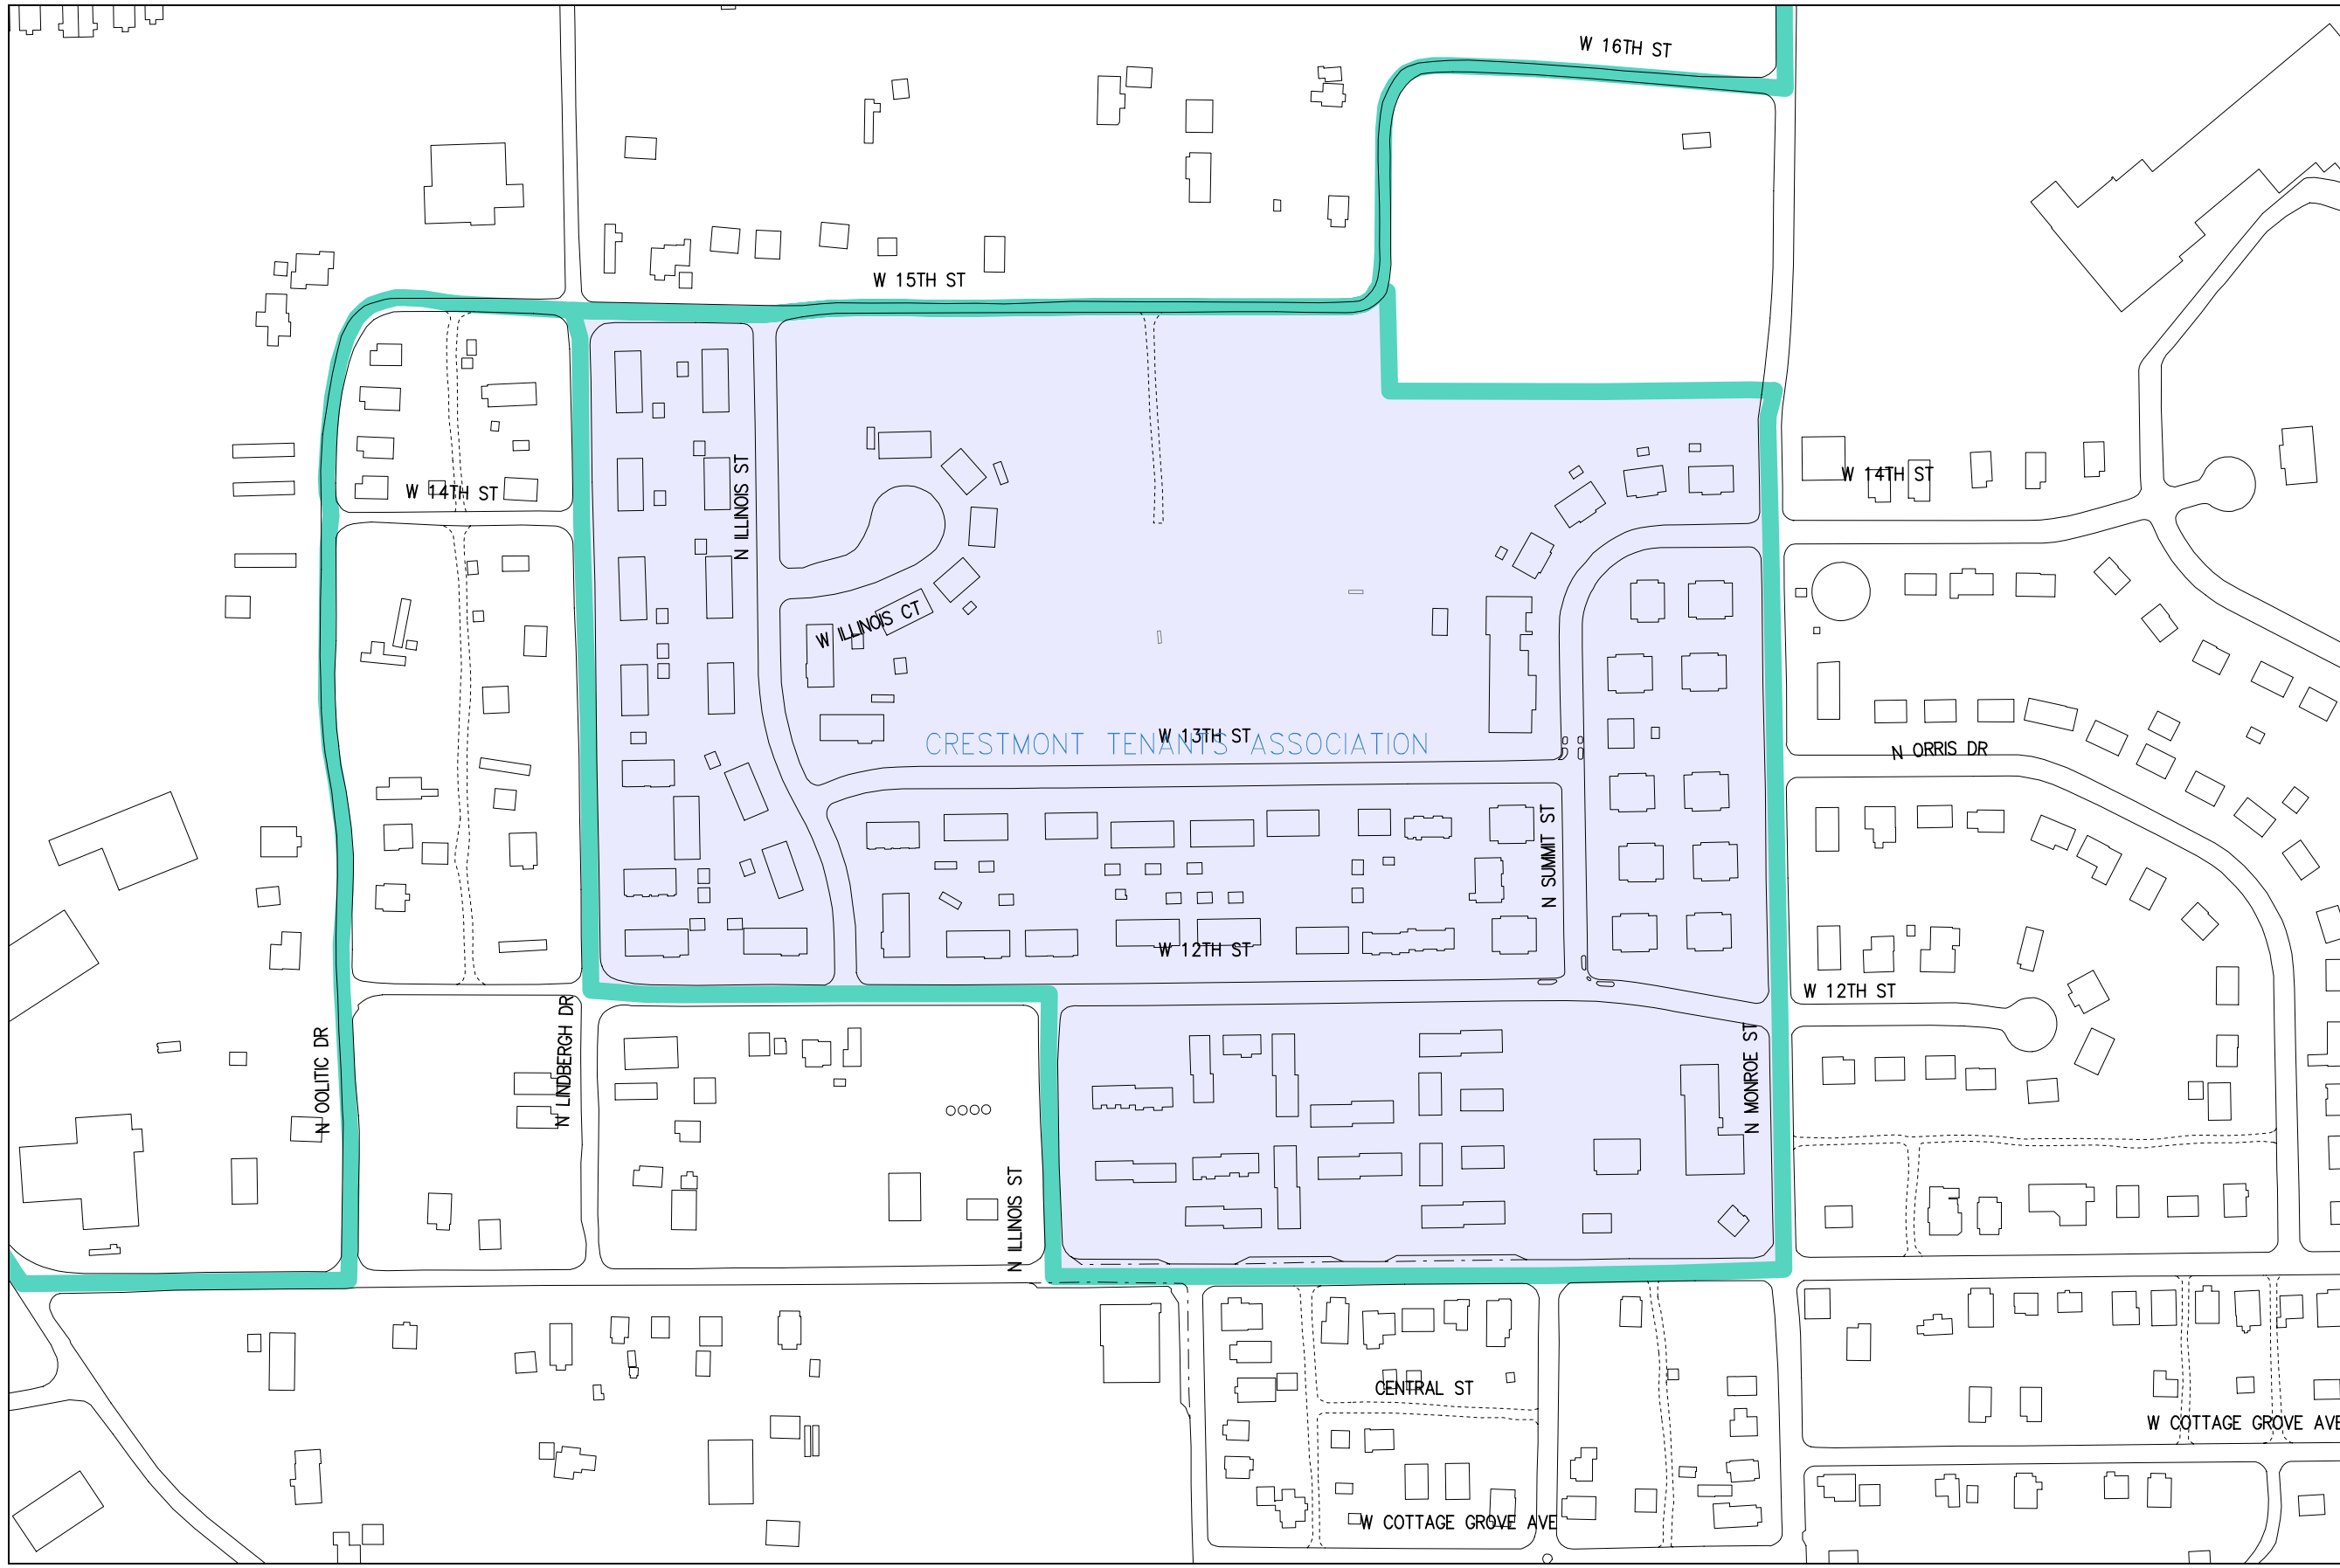 W 16TH ST
W 15TH ST
W 14TH ST
W 14TH ST
N ILLINOIS ST
W ILLINOIS CT
W 13TH ST
CRESTMONT TENANTS ASSOCIATION
N ORRIS DR
N SUMMIT ST
W 12TH ST
W 12TH ST
N OOLITIC DR
N LINDBERGH DR
N MONROE ST
N ILLINOIS ST
CENTRAL ST
W COTTAGE GROVE AVE
W COTTAGE GROVE AVE